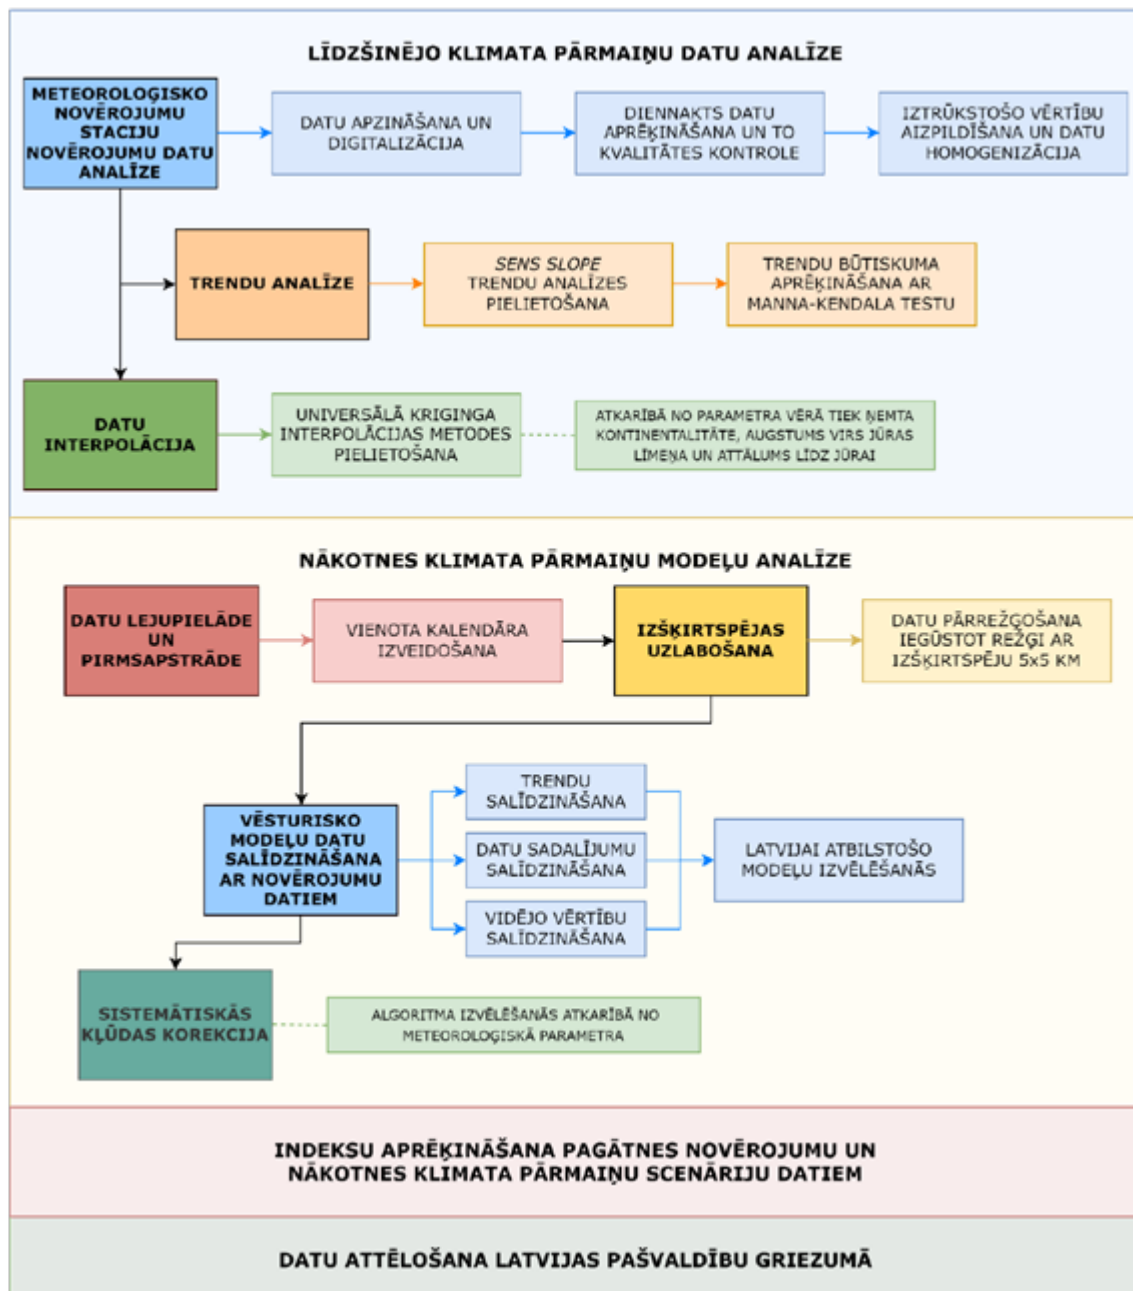 LĪDZŠINĒJO KLIMATA PĀRMAIŅU DATU ANALĪZE
METEOROLOĢISKO
NOVĒROJUMU
STACIJU
NOVĒROJUMU DATU
ANALĪZE
DATU APZINĀŠANA UN
DIGITALIZĀCIJA
DIENNAKTS DATU
APRĒĶINĀŠANA UN TO
KVALITĀTES KONTROLE
IZTRŪKSTOŠO VĒRTĪBU
AIZPILDĪŠANA UN DATU
HOMOGENIZĀCIJA
TRENDU ANALĪZE
SENS SLOPE
TRENDU ANALĪZES
PIELIETOŠANA
TRENDU BŪTISKUMA
APRĒĶINĀŠANA AR
MANNA-KENDALA TESTU
DATU
INTERPOLĀCIJA
UNIVERSĀLĀ KRIGINGA
INTERPOLĀCIJAS METODES
PIELIETOŠANA
ATKARĪBĀ NO PARAMETRA VĒRĀ TIEK ŅEMTA
KONTINENTALITĀTE, AUGSTUMS VIRS JŪRAS
LĪMEŅA UN ATTĀLUMS LĪDZ JŪRAI
NĀKOTNES KLIMATA PĀRMAIŅU MODEĻU ANALĪZE
DATU LEJUPIELĀDE
UN
PIRMSAPSTRĀDE
VIENOTA KALENDĀRA
IZVEIDOŠANA
IZŠĶIRTSPĒJAS
UZLABOŠANA
DATU PĀRREŽĢOŠANA
IEGŪSTOT REŽĢI AR
IZŠĶIRTSPĒJU 5x5 KM
VĒSTURISKO
MODEĻU DATU
SALĪDZINĀŠANA
AR NOVĒROJUMU
DATIEM
TRENDU
SALĪDZINĀŠANA
DATU SADALĪJUMU
SALĪDZINĀŠANA
VIDĒJO VĒRTĪBU
SALĪDZINĀŠANA
LATVIJAI ATBILSTOŠO
MODEĻU IZVĒLĒŠANĀS
SISTEMĀTISKĀS
KĻŪDAS KOREKCIJA
ALGORITMA IZVĒLĒŠANĀS ATKARĪBĀ NO
METEOROLOĢISKĀ PARAMETRA
INDEKSU APRĒĶINĀŠANA PAGĀTNES NOVĒROJUMU UN
NĀKOTNES KLIMATA PĀRMAIŅU SCENĀRIJU DATIEM
DATU ATTĒLOŠANA LATVIJAS PAŠVALDĪBU GRIEZUMĀ